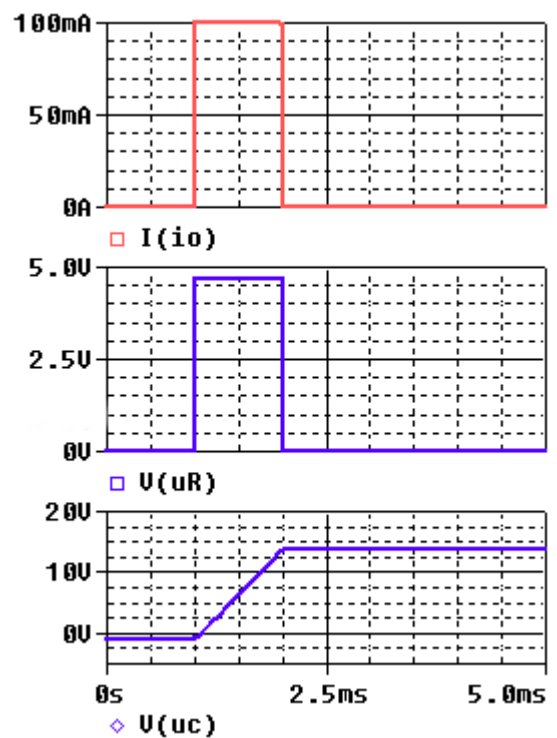 100mA
50mA
0A
I(io)
5.0V
2.5V
0V
V(uR)
20V
10V
0V
0s 2.5ms 5.0ms
V(uc)